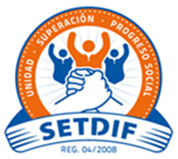 UNIDAD · SUPERACIÓN · PROGRESO SOCIAL
SETDIF
REG. 04/2008